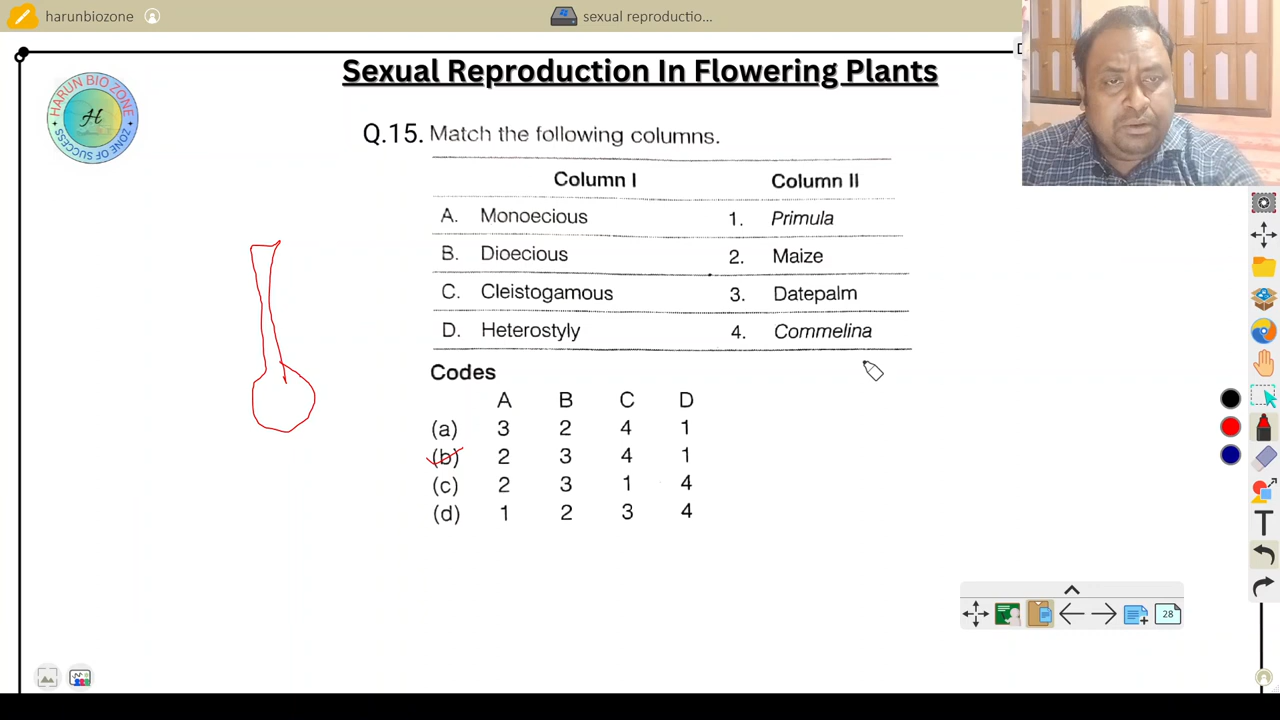 harunbiozone
sexual reproductio...
Sexual Reproduction In Flowering Plants
HARUN BIO ZONE
H
ZONE OF SUCCESS
Q.15. Match the following columns.
Column I Column II
A. Monoecious 1. Primula
B. Dioecious 2. Maize
C. Cleistogamous 3. Datepalm
D. Heterostyly 4. Commelina
Codes
A B C D
(a) 3 2 4 1
(b) 2 3 4 1
(c) 2 3 1 4
(d) 1 2 3 4
T
28